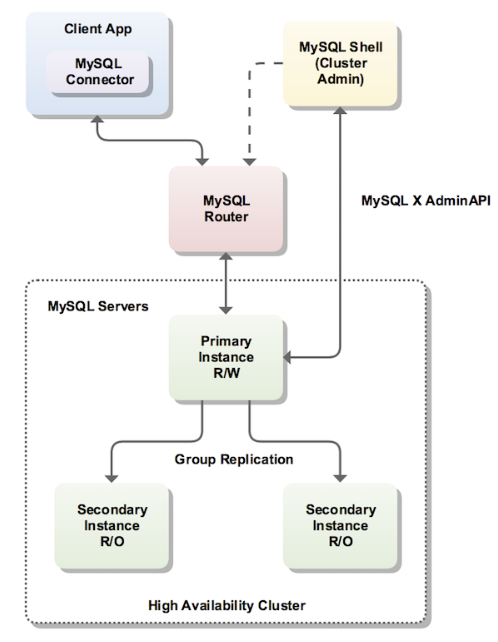 Client App
MySQL
Connector
MySQL Shell
(Cluster
Admin)
MySQL
Router
MySQL X AdminAPI
MySQL Servers
Primary
Instance
R/W
Group Replication
Secondary
Instance
R/O
Secondary
Instance
R/O
High Availability Cluster